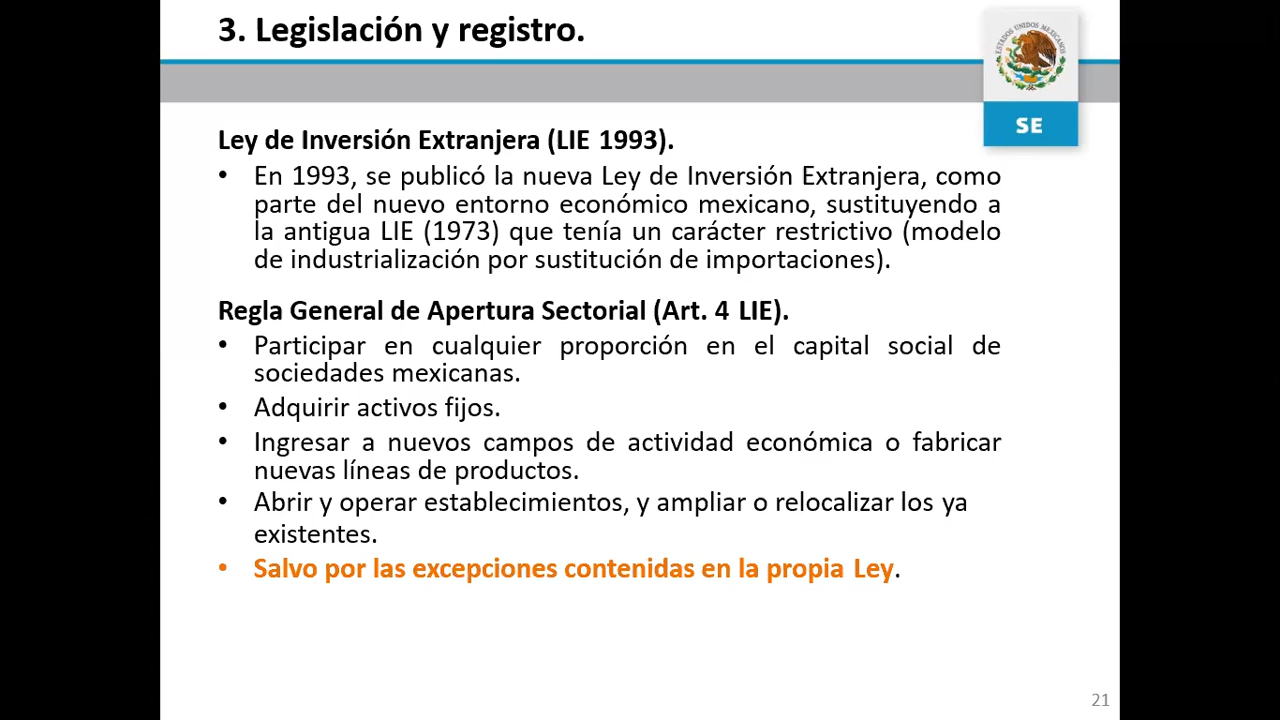 3. Legislación y registro.
ESTADOS UNIDOS MEXICANOS
SE
Ley de Inversión Extranjera (LIE 1993).
• En 1993, se publicó la nueva Ley de Inversión Extranjera, como
parte del nuevo entorno económico mexicano, sustituyendo a
la antigua LIE (1973) que tenía un carácter restrictivo (modelo
de industrialización por sustitución de importaciones).
Regla General de Apertura Sectorial (Art. 4 LIE).
• Participar en cualquier proporción en el capital social de
sociedades mexicanas.
• Adquirir activos fijos.
• Ingresar a nuevos campos de actividad económica o fabricar
nuevas líneas de productos.
• Abrir y operar establecimientos, y ampliar o relocalizar los ya
existentes.
• Salvo por las excepciones contenidas en la propia Ley.
21